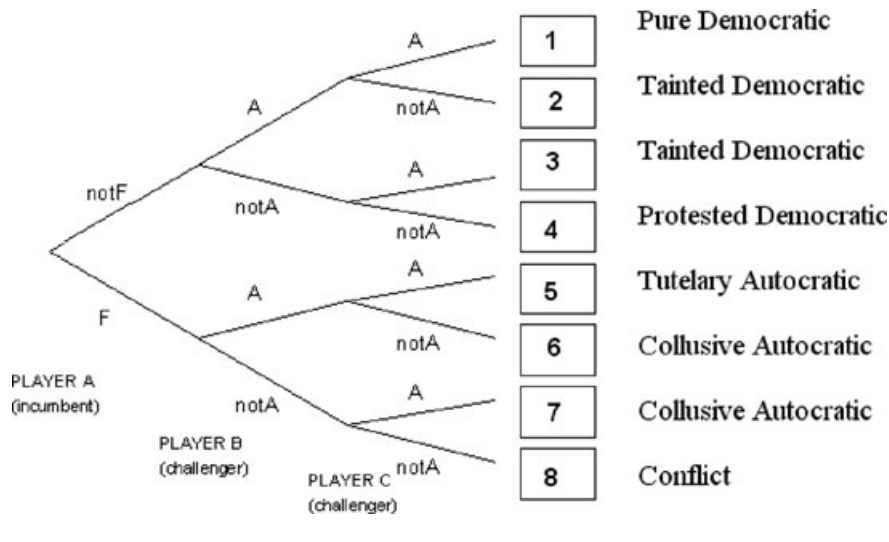 A
1
Pure Democratic
A
notA
2
Tainted Democratic
notF
notA
A
3
Tainted Democratic
notA
4
Protested Democratic
F
A
A
5
Tutelary Autocratic
notA
6
Collusive Autocratic
PLAYER A
(incumbent)
notA
A
7
Collusive Autocratic
PLAYER B
(challenger)
notA
8
Conflict
PLAYER C
(challenger)